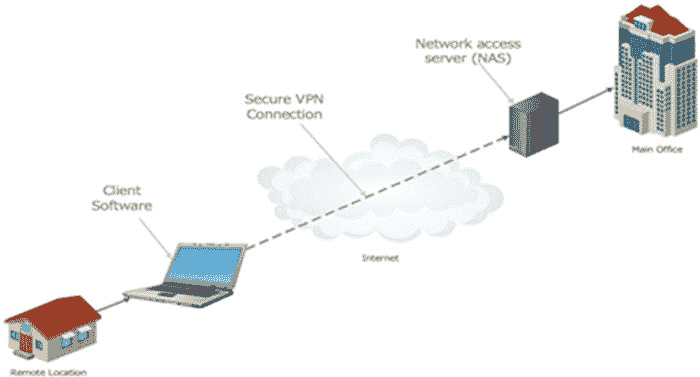 Network access
server (NAS)
Secure VPN
Connection
Main Office
Client
Software
Internet
Remote Location